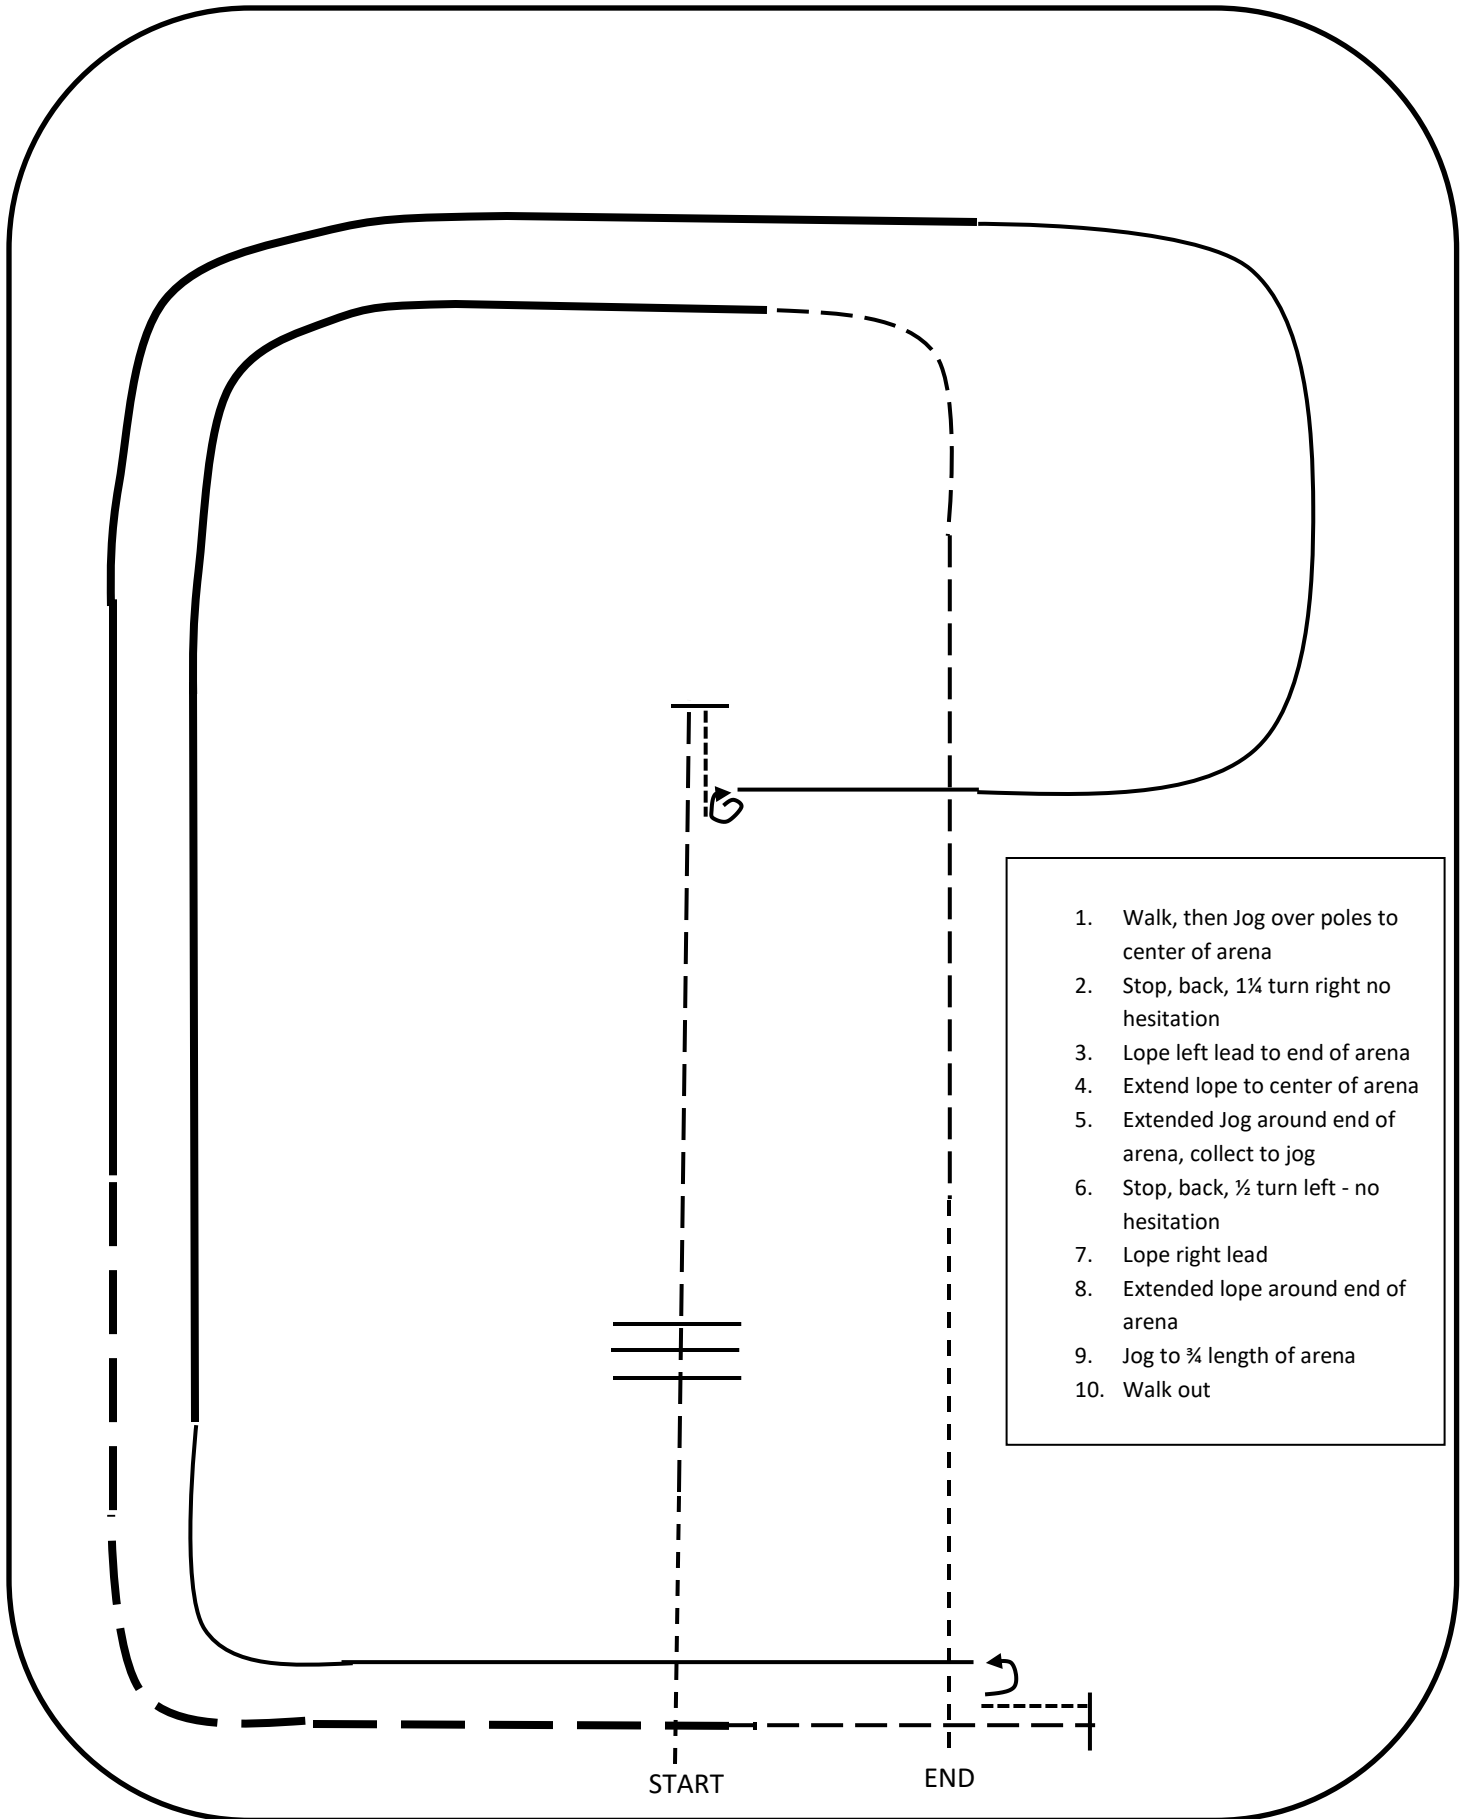 1. Walk, then Jog over poles to
center of arena
2. Stop, back, 1¼ turn right no
hesitation
3. Lope left lead to end of arena
4. Extend lope to center of arena
5. Extended Jog around end of
arena, collect to jog
6. Stop, back, ½ turn left - no
hesitation
7. Lope right lead
8. Extended lope around end of
arena
9. Jog to ¾ length of arena
10. Walk out
START
END